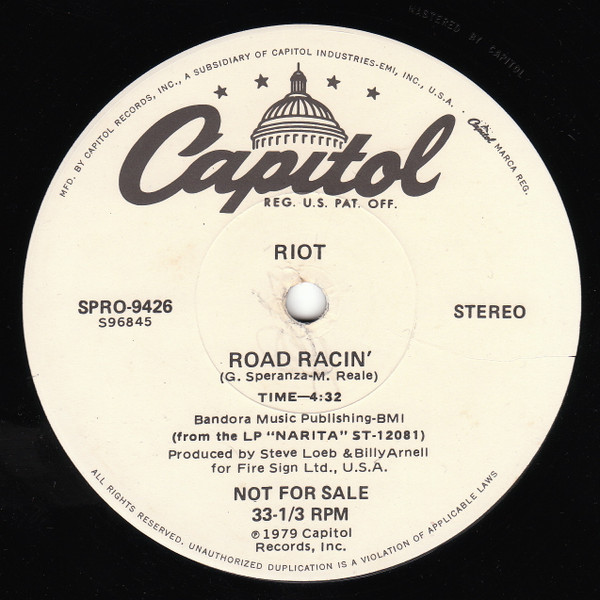 MASTERED BY CAPITOL
MFD. BY CAPITOL RECORDS, INC., A SUBSIDIARY OF CAPITOL INDUSTRIES-EMI, INC., U.S.A. . Capitol MARCA REG.
Capitol
REG. U.S. PAT. OFF.
RIOT
SPRO-9426
S96845
STEREO
ROAD RACIN'
(G. Speranza-M. Reale)
TIME—4:32
Bandora Music Publishing-BMI
(from the LP "NARITA" ST-12081)
Produced by Steve Loeb & Billy Arnell
for Fire Sign Ltd., U.S.A.
NOT FOR SALE
33-1/3 RPM
℗ 1979 Capitol
Records, Inc.
ALL RIGHTS RESERVED. UNAUTHORIZED DUPLICATION IS A VIOLATION OF APPLICABLE LAWS